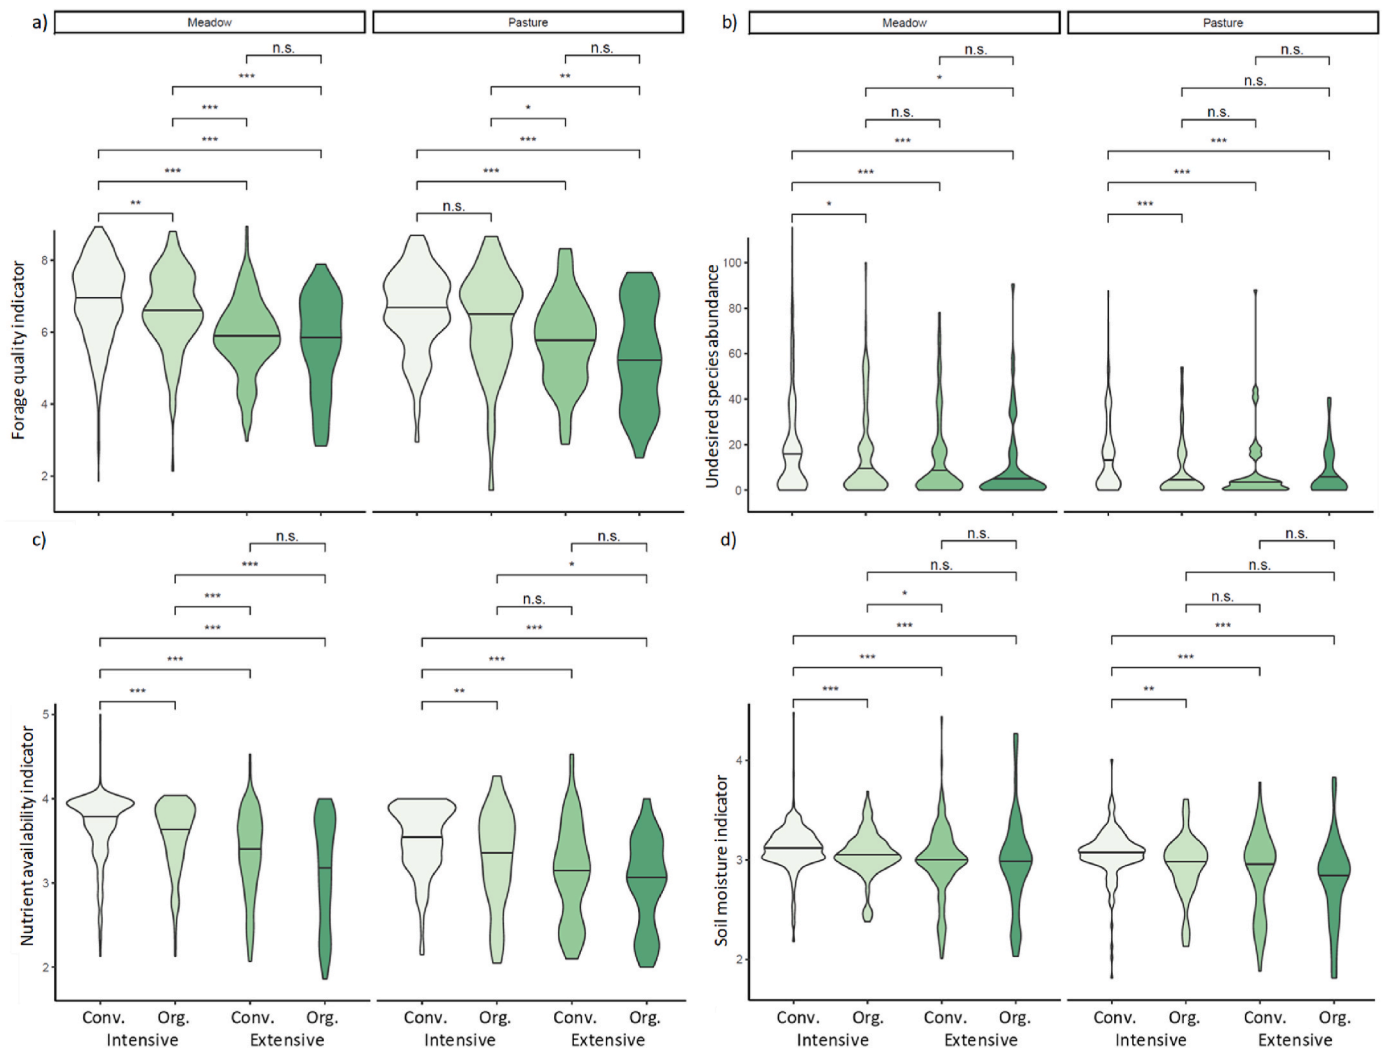 a)
Meadow
Pasture
n.s.
n.s.
***
**
***
*
***
***
***
***
**
n.s.
Forage quality indicator
8
6
4
2
b)
Meadow
Pasture
n.s.
n.s.
*
n.s.
n.s.
n.s.
***
***
***
***
*
***
Undesired species abundance
100
80
60
40
20
0
c)
n.s.
n.s.
***
*
***
n.s.
***
***
***
***
***
**
Nutrient availability indicator
5
4
3
2
Conv. Org. Conv. Org. Conv. Org. Conv. Org.
Intensive Extensive Intensive Extensive
d)
n.s.
n.s.
n.s.
n.s.
*
n.s.
***
***
***
***
***
**
Soil moisture indicator
4
3
2
Conv. Org. Conv. Org. Conv. Org. Conv. Org.
Intensive Extensive Intensive Extensive